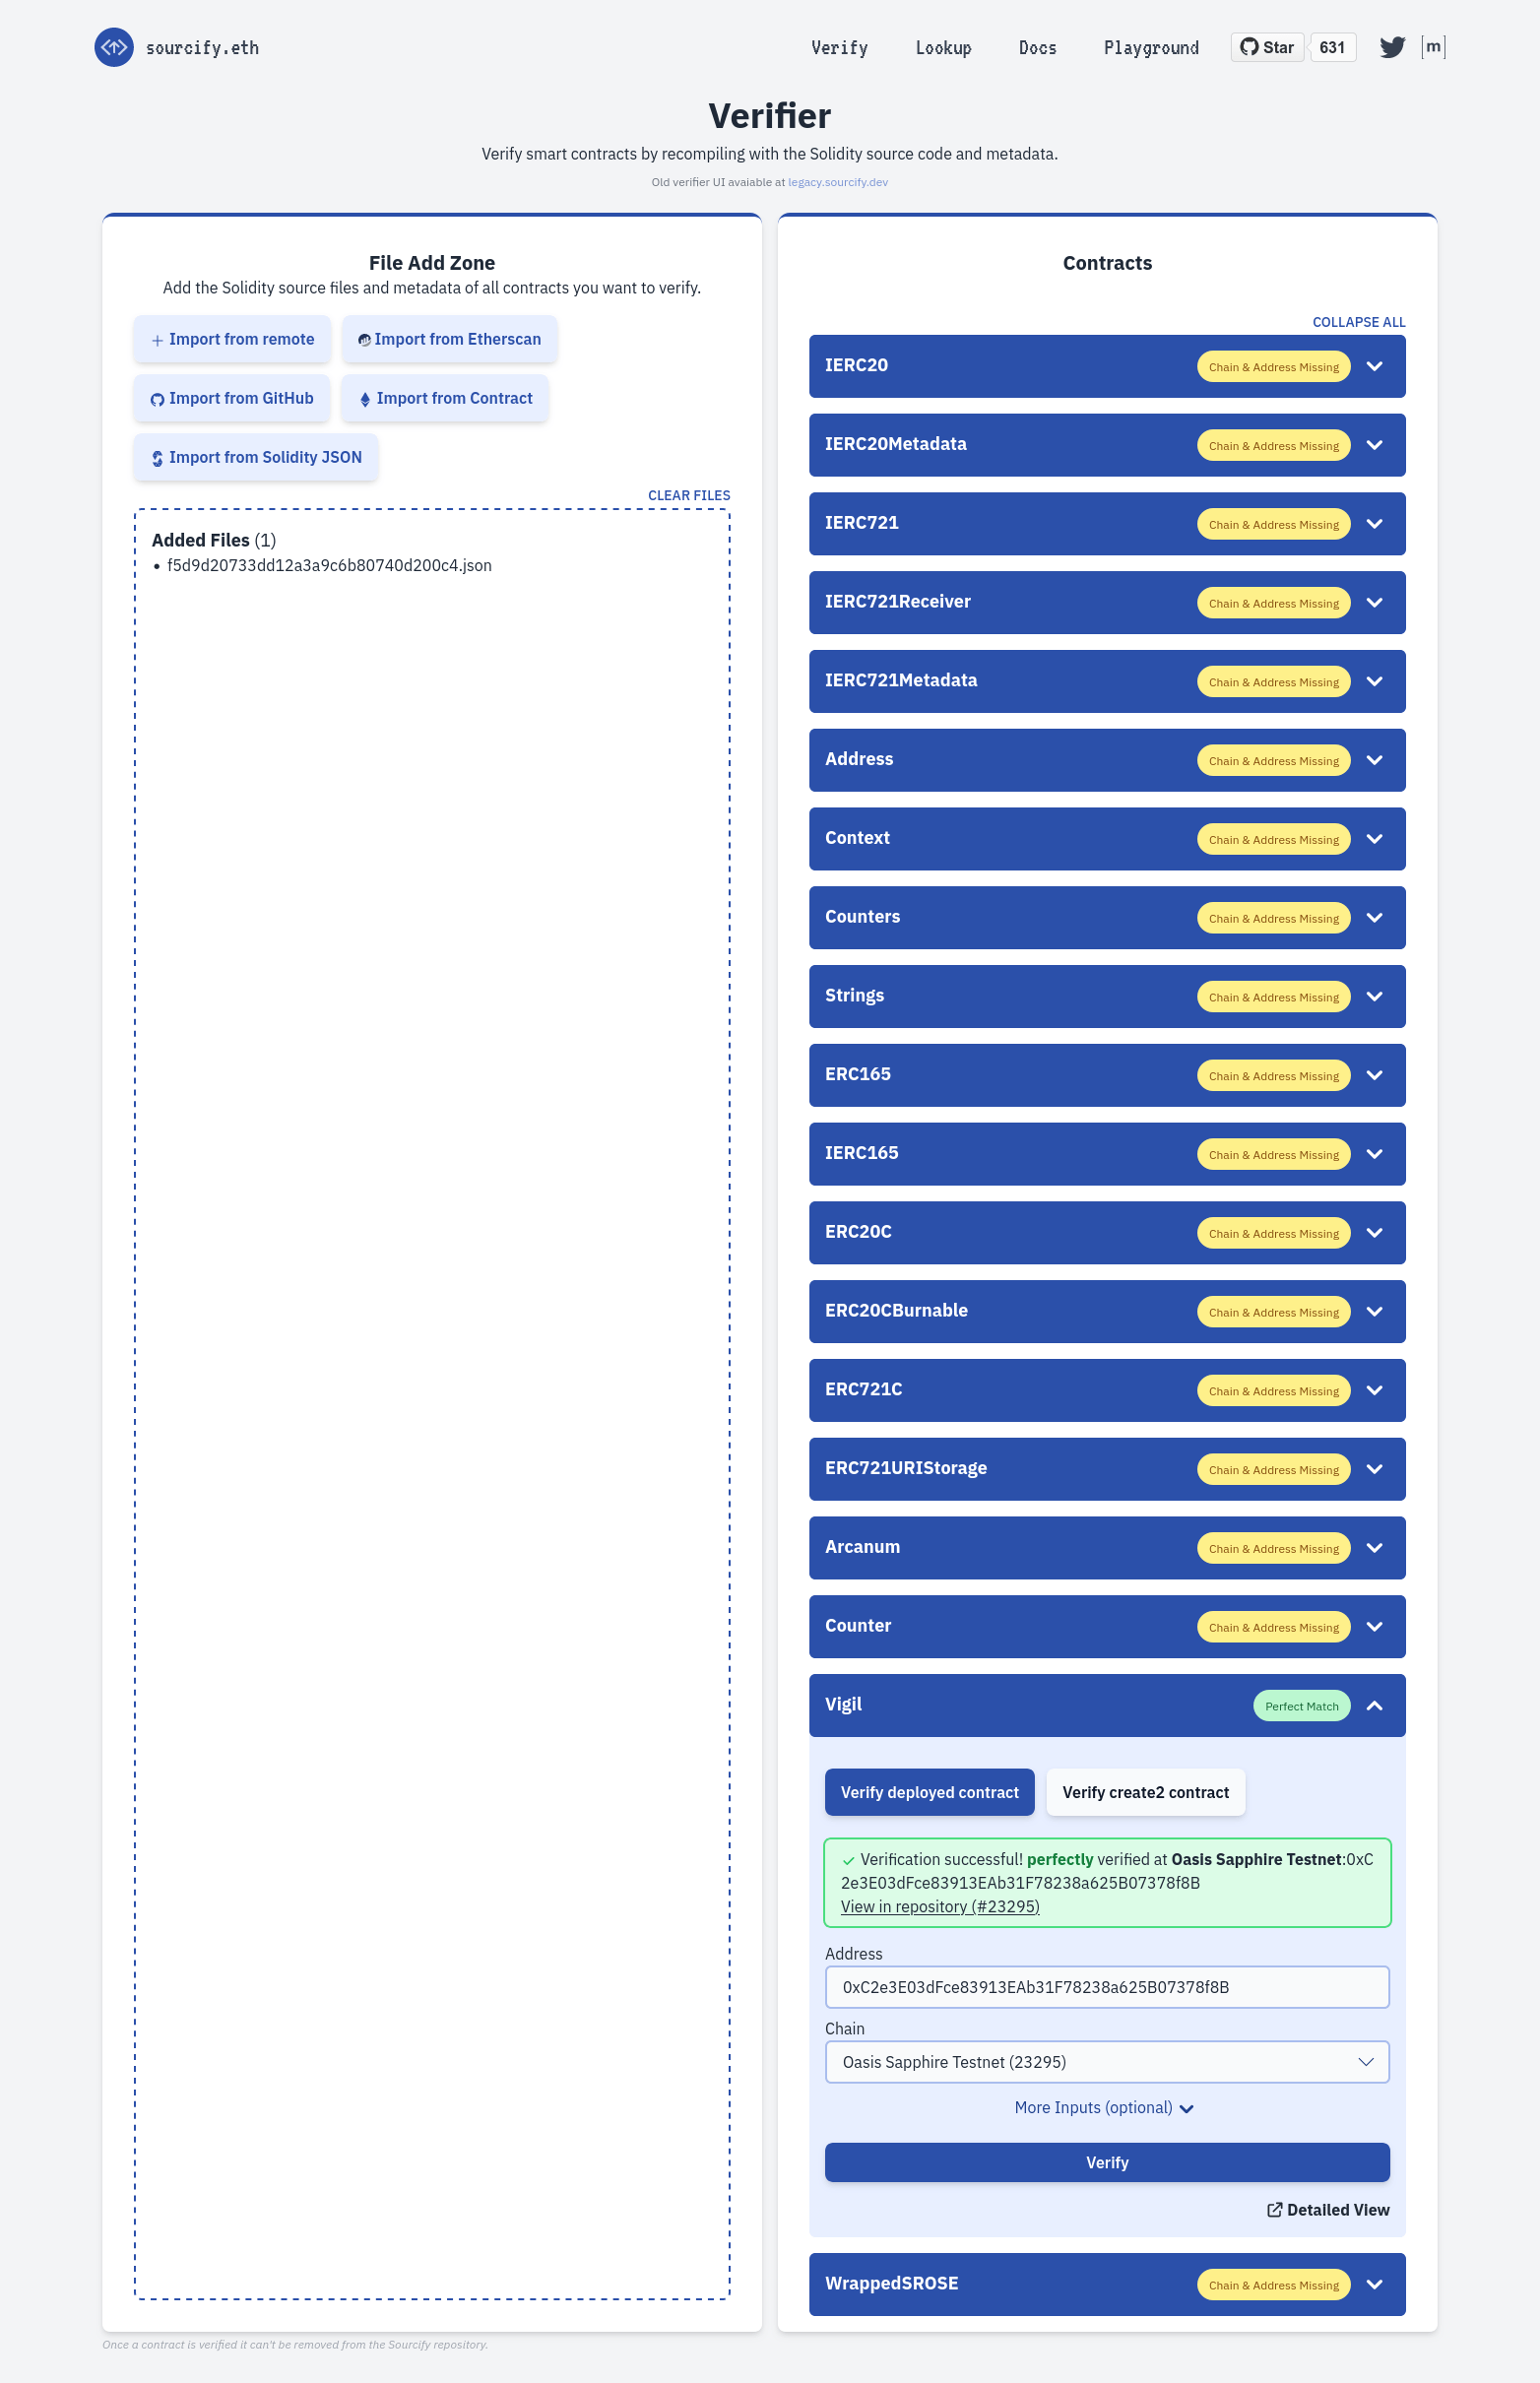 sourcify.eth
Verify
Lookup
Docs
Playground
Star
631
[m]
Verifier
Verify smart contracts by recompiling with the Solidity source code and metadata.
Old verifier UI avaiable at legacy.sourcify.dev
File Add Zone
Add the Solidity source files and metadata of all contracts you want to verify.
Import from remote
Import from Etherscan
Import from GitHub
Import from Contract
Import from Solidity JSON
CLEAR FILES
Added Files (1)
• f5d9d20733dd12a3a9c6b80740d200c4.json
Contracts
COLLAPSE ALL
IERC20
Chain & Address Missing
IERC20Metadata
Chain & Address Missing
IERC721
Chain & Address Missing
IERC721Receiver
Chain & Address Missing
IERC721Metadata
Chain & Address Missing
Address
Chain & Address Missing
Context
Chain & Address Missing
Counters
Chain & Address Missing
Strings
Chain & Address Missing
ERC165
Chain & Address Missing
IERC165
Chain & Address Missing
ERC20C
Chain & Address Missing
ERC20CBurnable
Chain & Address Missing
ERC721C
Chain & Address Missing
ERC721URIStorage
Chain & Address Missing
Arcanum
Chain & Address Missing
Counter
Chain & Address Missing
Vigil
Perfect Match
Verify deployed contract
Verify create2 contract
Verification successful! perfectly verified at Oasis Sapphire Testnet:0xC
2e3E03dFce83913EAb31F78238a625B07378f8B
View in repository (#23295)
Address
0xC2e3E03dFce83913EAb31F78238a625B07378f8B
Chain
Oasis Sapphire Testnet (23295)
More Inputs (optional)
Verify
Detailed View
WrappedSROSE
Chain & Address Missing
Once a contract is verified it can't be removed from the Sourcify repository.